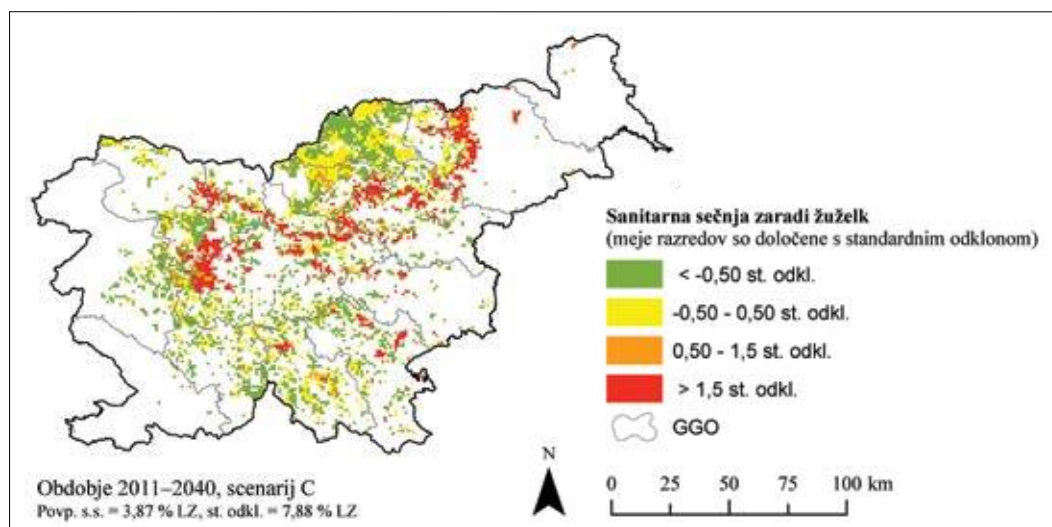 Sanitarna sečnja zaradi žuželk
(meje razredov so določene s standardnim odklonom)
< -0,50 st. odkl.
-0,50 - 0,50 st. odkl.
0,50 - 1,5 st. odkl.
> 1,5 st. odkl.
GGO
N
0 25 50 75 100 km
Obdobje 2011–2040, scenarij C
Povp. s.s. = 3,87 % LZ, st. odkl. = 7,88 % LZ